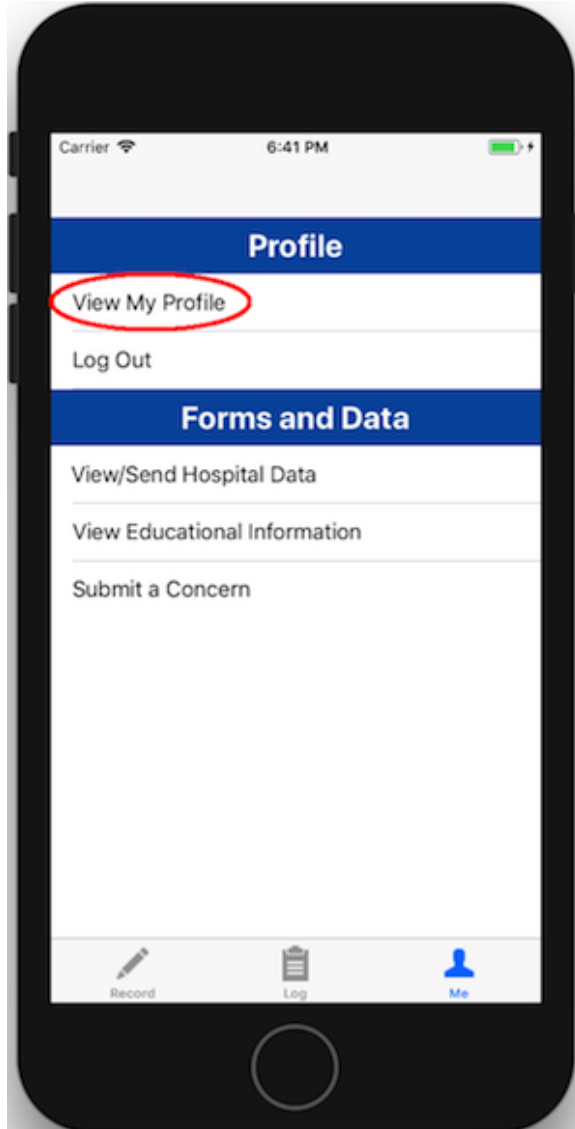 Carrier 6:41 PM
Profile
View My Profile
Log Out
Forms and Data
View/Send Hospital Data
View Educational Information
Submit a Concern
Record Log Me